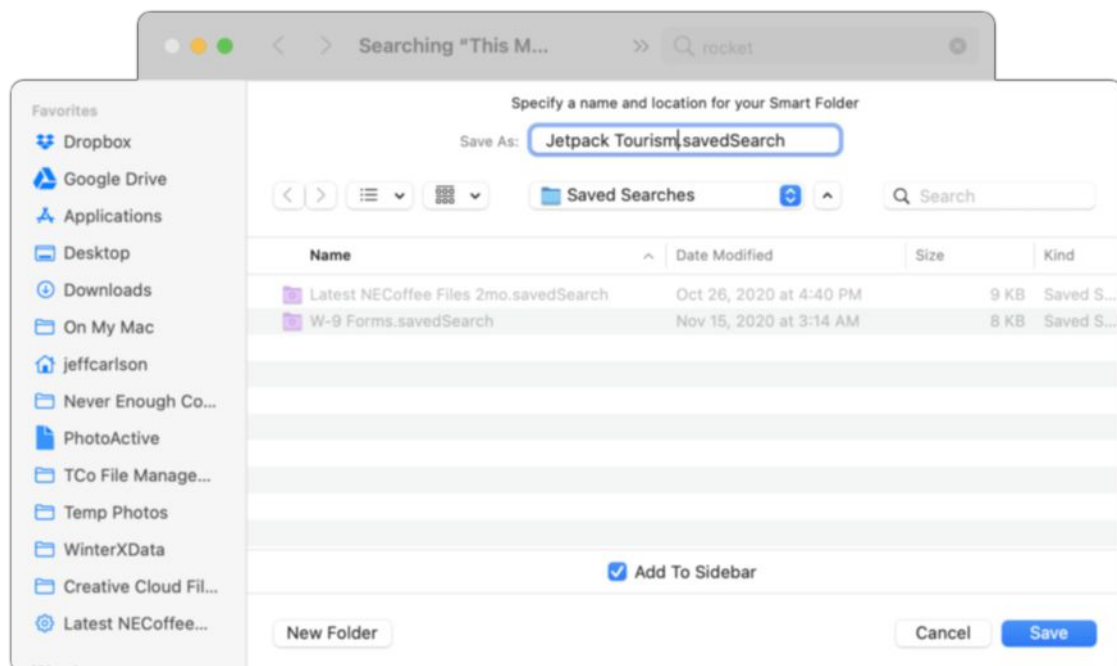 Searching "This M... » rocket
Specify a name and location for your Smart Folder
Save As: Jetpack Tourism.savedSearch
Favorites
Dropbox
Google Drive
Applications
Desktop
Downloads
On My Mac
jeffcarlson
Never Enough Co...
PhotoActive
TCo File Manage...
Temp Photos
WinterXData
Creative Cloud Fil...
Latest NECoffee...
Saved Searches Search
Name Date Modified Size Kind
Latest NECoffee Files 2mo.savedSearch Oct 26, 2020 at 4:40 PM 9 KB Saved S...
W-9 Forms.savedSearch Nov 15, 2020 at 3:14 AM 8 KB Saved S...
Add To Sidebar
New Folder Cancel Save